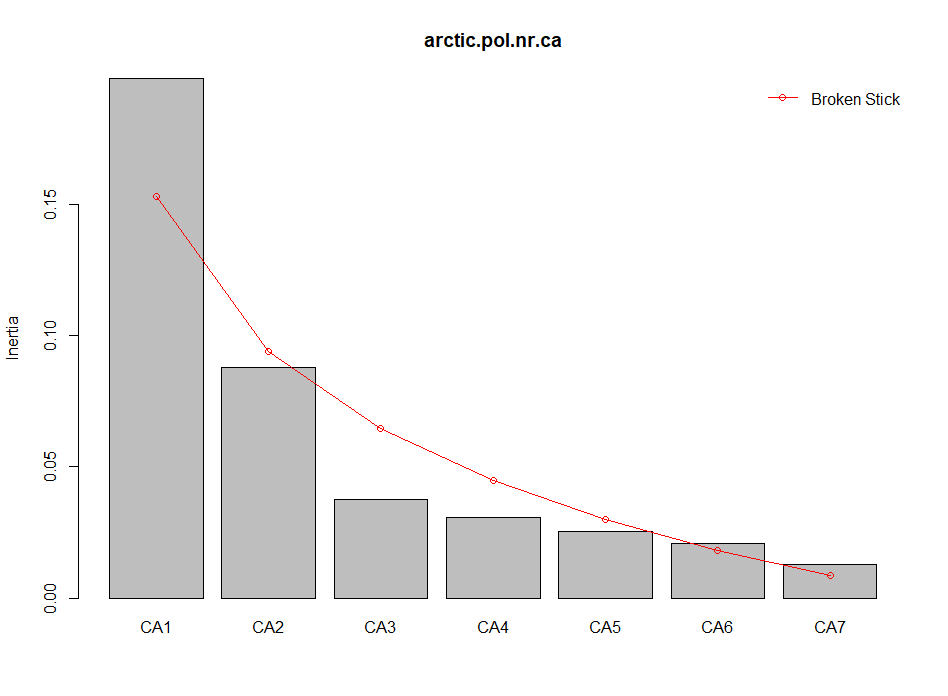 arctic.pol.nr.ca
Broken Stick
Inertia
0.15
0.10
0.05
0.00
CA1 CA2 CA3 CA4 CA5 CA6 CA7